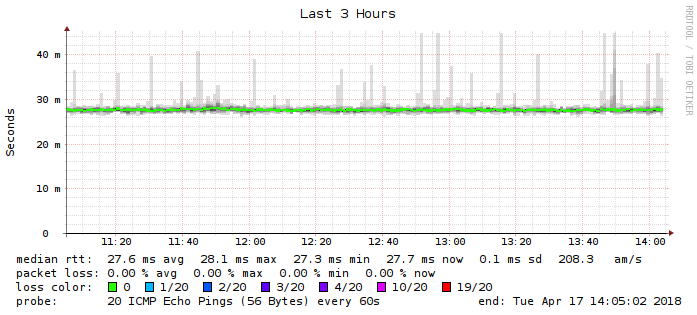 Last 3 Hours
RRDTOOL / TOBI OETIKER
Seconds
40 m
30 m
20 m
10 m
0
11:20 11:40 12:00 12:20 12:40 13:00 13:20 13:40 14:00
median rtt: 27.6 ms avg 28.1 ms max 27.3 ms min 27.7 ms now 0.1 ms sd 208.3 am/s
packet loss: 0.00 % avg 0.00 % max 0.00 % min 0.00 % now
loss color: 0 1/20 2/20 3/20 4/20 10/20 19/20
probe: 20 ICMP Echo Pings (56 Bytes) every 60s end: Tue Apr 17 14:05:02 2018